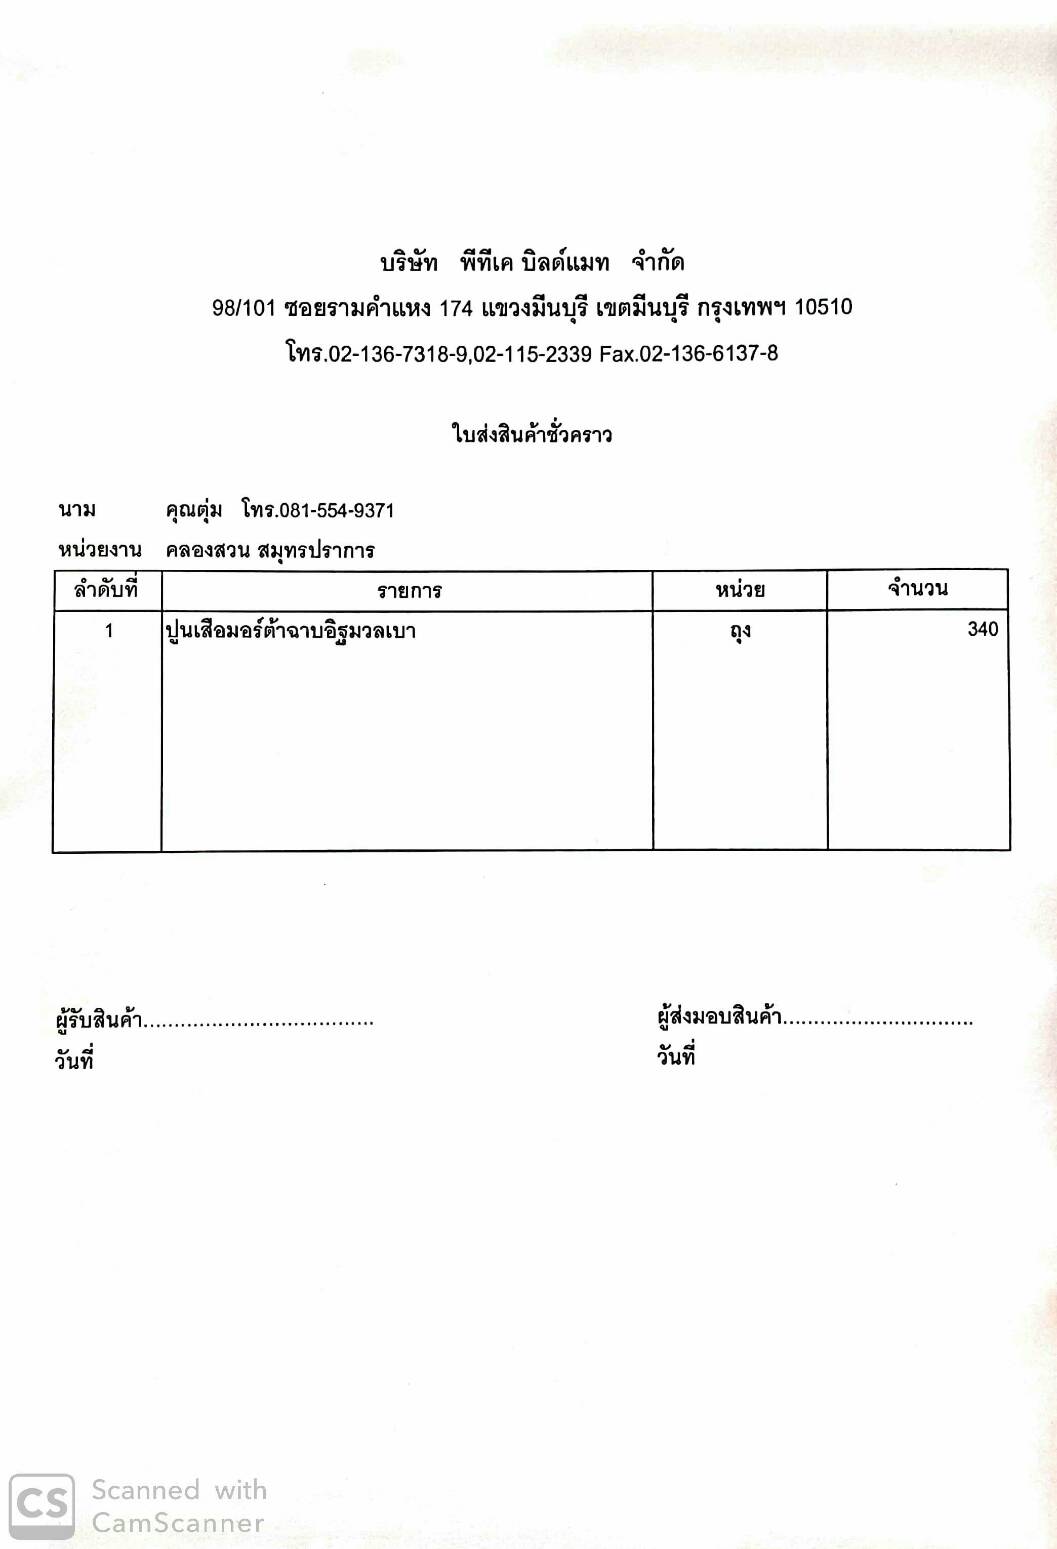 บริษัท พีทีเค บิลด์แมท จำกัด
98/101 ซอยรามคำแหง 174 แขวงมีนบุรี เขตมีนบุรี กรุงเทพฯ 10510
โทร.02-136-7318-9,02-115-2339 Fax.02-136-6137-8
ใบส่งสินค้าชั่วคราว
นาม คุณตุ่ม โทร.081-554-9371
หน่วยงาน คลองสวน สมุทรปราการ
ลำดับที่ รายการ หน่วย จำนวน
1 ปูนเสือมอร์ต้าฉาบอิฐมวลเบา ถุง 340
ผู้รับสินค้า..................................... ผู้ส่งมอบสินค้า...............................
วันที่ วันที่
CS Scanned with
CamScanner